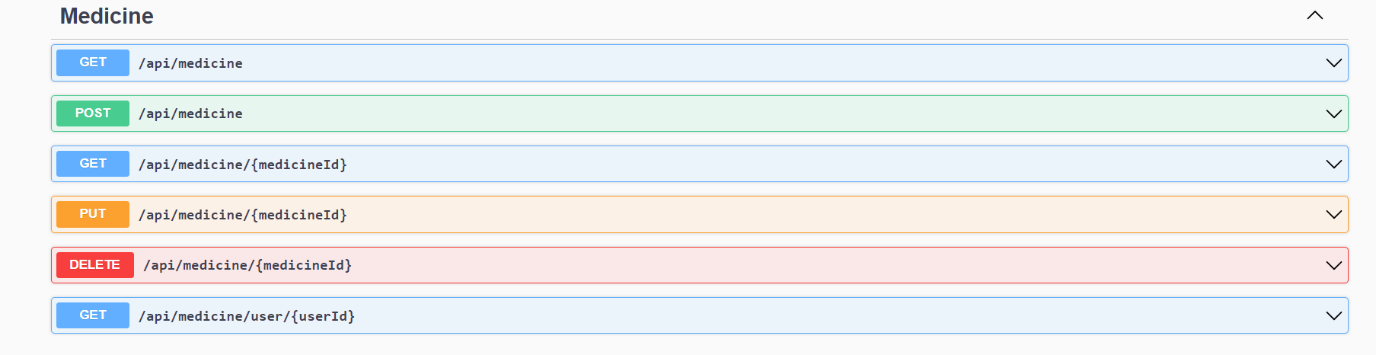 Medicine
GET /api/medicine
POST /api/medicine
GET /api/medicine/{medicineId}
PUT /api/medicine/{medicineId}
DELETE /api/medicine/{medicineId}
GET /api/medicine/user/{userId}